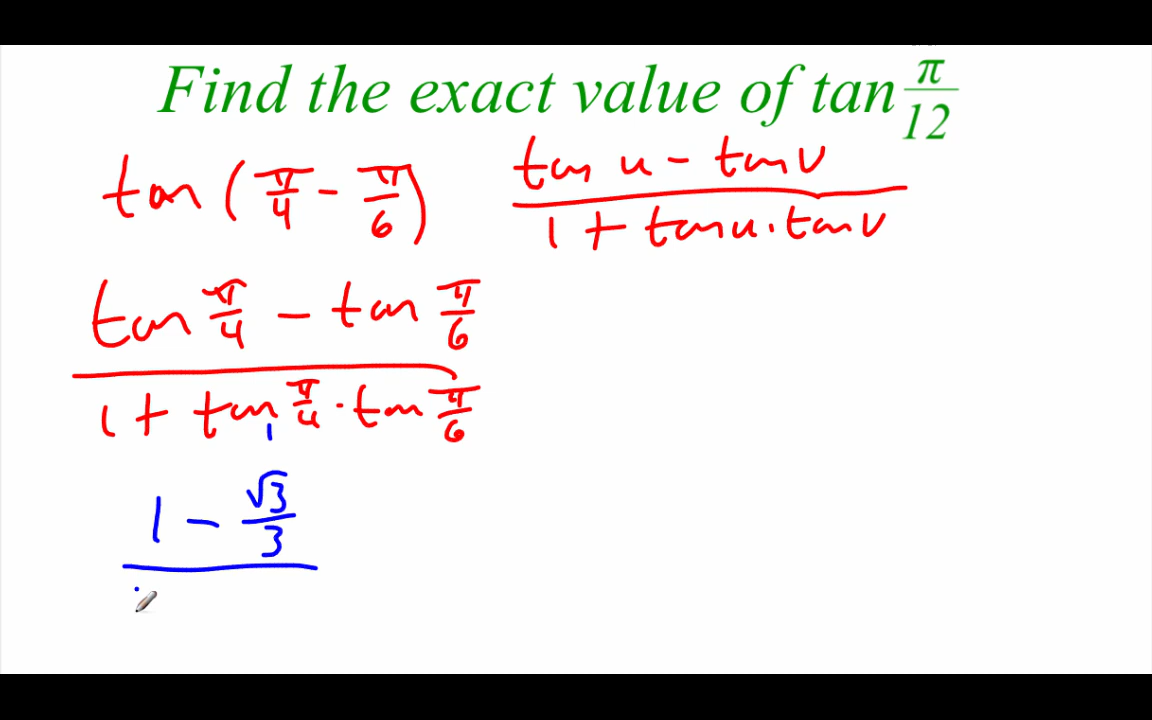 Find the exact value of tan π/12
tan (π/4 - π/6)
tan u - tan v
1 + tan u · tan v
tan π/4 - tan π/6
1 + tan π/4 · tan π/6
1
1 - √3/3